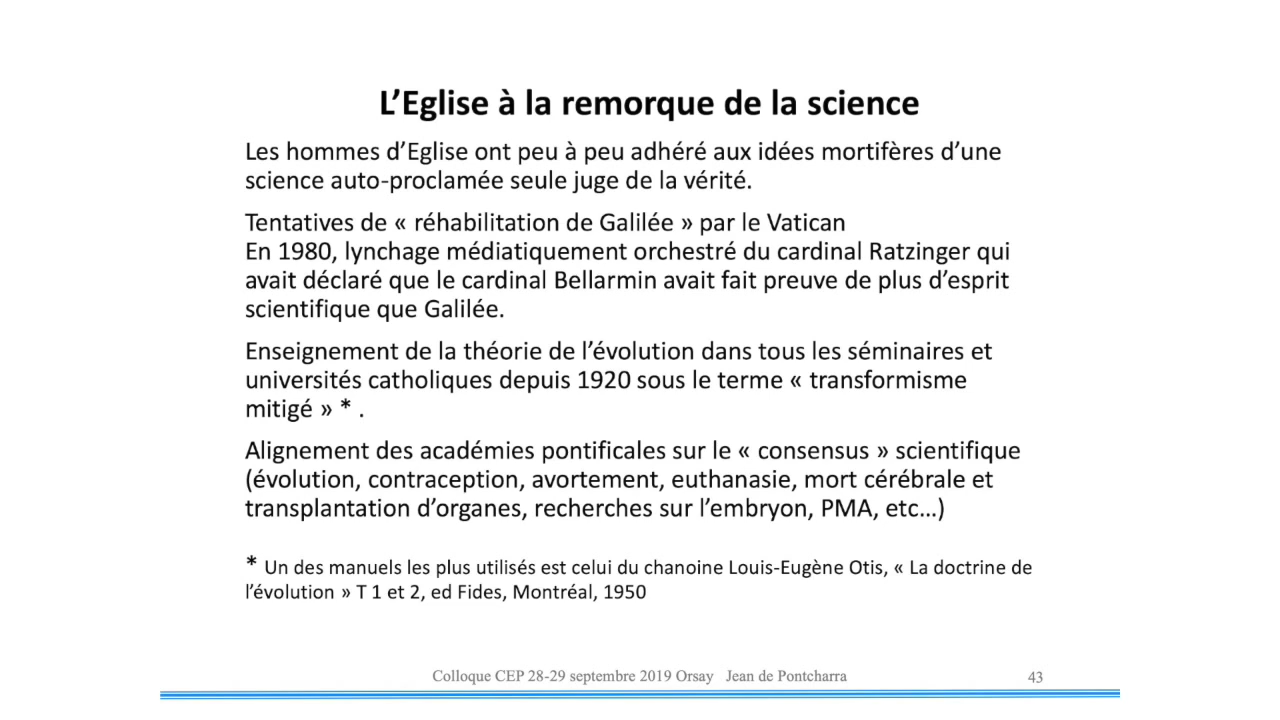 L’Eglise à la remorque de la science
Les hommes d’Eglise ont peu à peu adhéré aux idées mortifères d’une
science auto-proclamée seule juge de la vérité.
Tentatives de « réhabilitation de Galilée » par le Vatican
En 1980, lynchage médiatiquement orchestré du cardinal Ratzinger qui
avait déclaré que le cardinal Bellarmin avait fait preuve de plus d’esprit
scientifique que Galilée.
Enseignement de la théorie de l’évolution dans tous les séminaires et
universités catholiques depuis 1920 sous le terme « transformisme
mitigé » * .
Alignement des académies pontificales sur le « consensus » scientifique
(évolution, contraception, avortement, euthanasie, mort cérébrale et
transplantation d’organes, recherches sur l’embryon, PMA, etc…)
* Un des manuels les plus utilisés est celui du chanoine Louis-Eugène Otis, « La doctrine de
l’évolution » T 1 et 2, ed Fides, Montréal, 1950
Colloque CEP 28-29 septembre 2019 Orsay Jean de Pontcharra 43